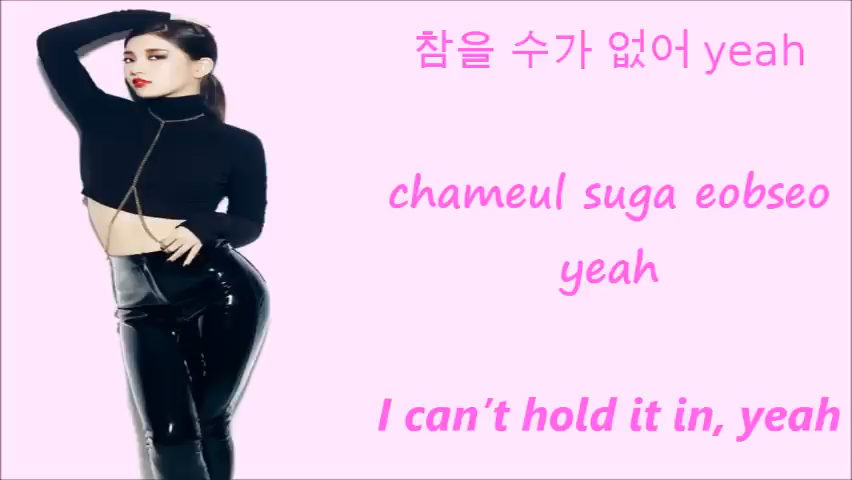 참을 수가 없어 yeah
chameul suga eobseo
yeah
I can’t hold it in, yeah